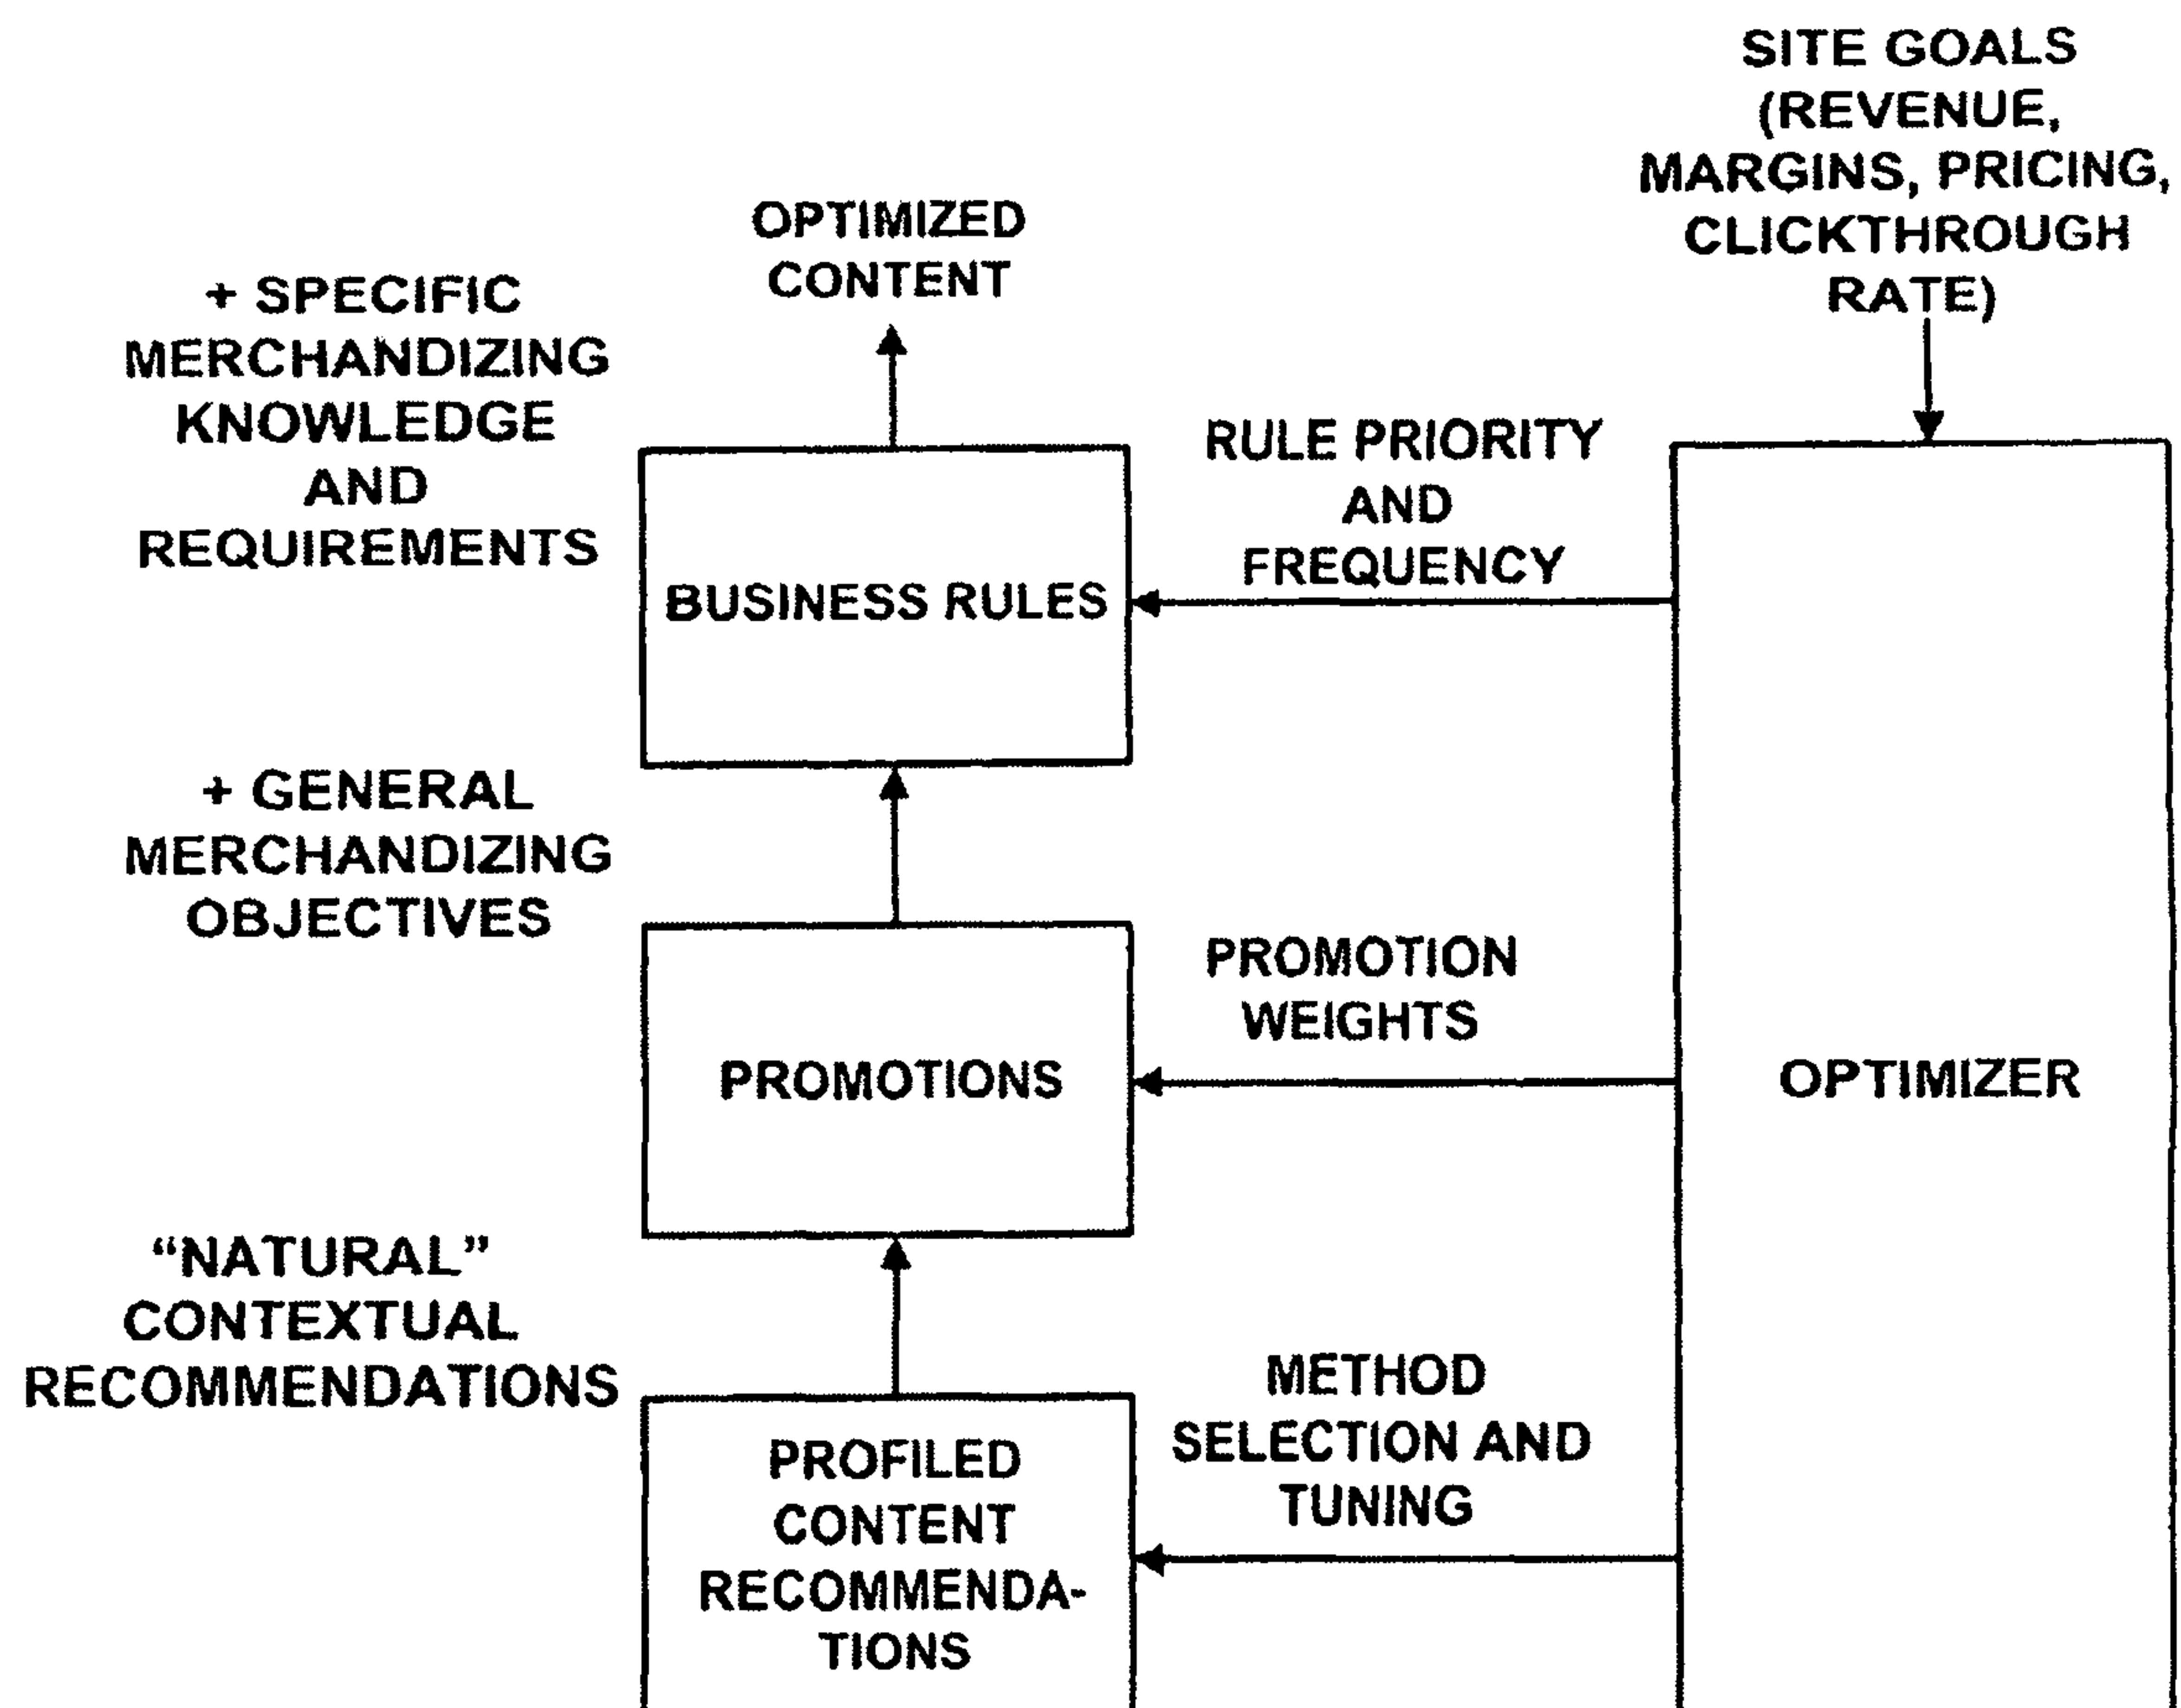 SITE GOALS
(REVENUE,
MARGINS, PRICING,
CLICKTHROUGH
RATE)
OPTIMIZED
CONTENT
+ SPECIFIC
MERCHANDIZING
KNOWLEDGE
AND
REQUIREMENTS
RULE PRIORITY
AND
FREQUENCY
BUSINESS RULES
+ GENERAL
MERCHANDIZING
OBJECTIVES
PROMOTION
WEIGHTS
PROMOTIONS
OPTIMIZER
“NATURAL”
CONTEXTUAL
RECOMMENDATIONS
METHOD
SELECTION AND
TUNING
PROFILED
CONTENT
RECOMMENDA-
TIONS